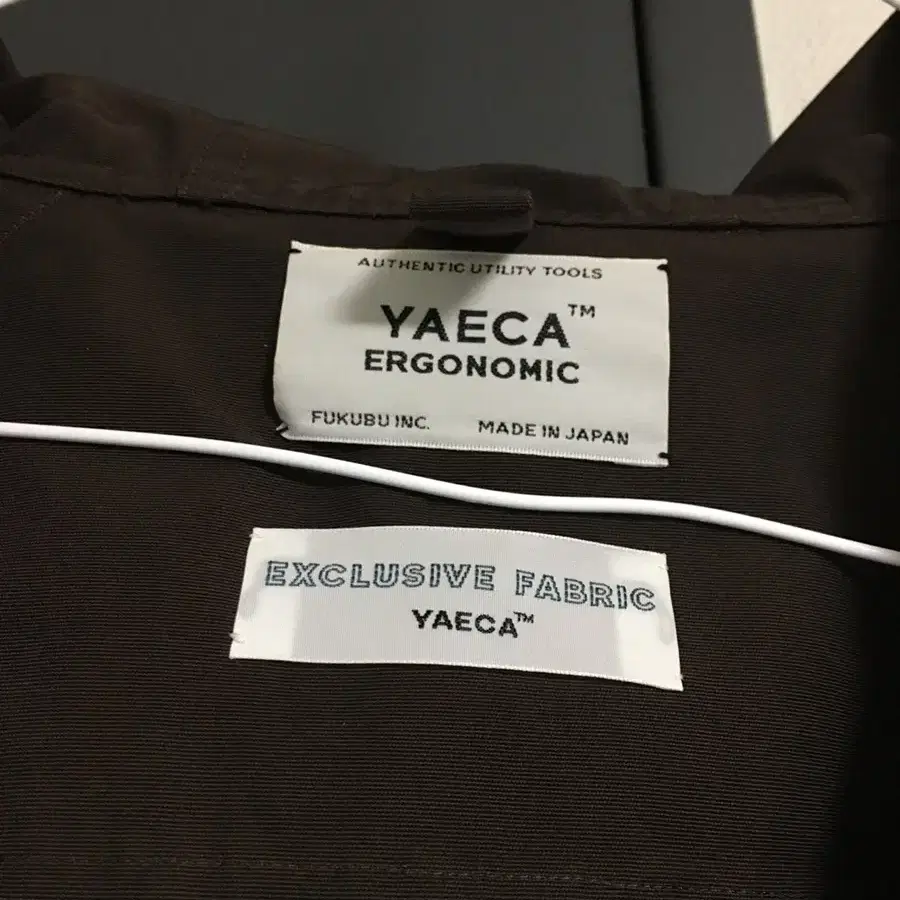 AUTHENTIC UTILITY TOOLS
YAECA™
ERGONOMIC
FUKUBU INC. MADE IN JAPAN
EXCLUSIVE FABRIC
YAECA™